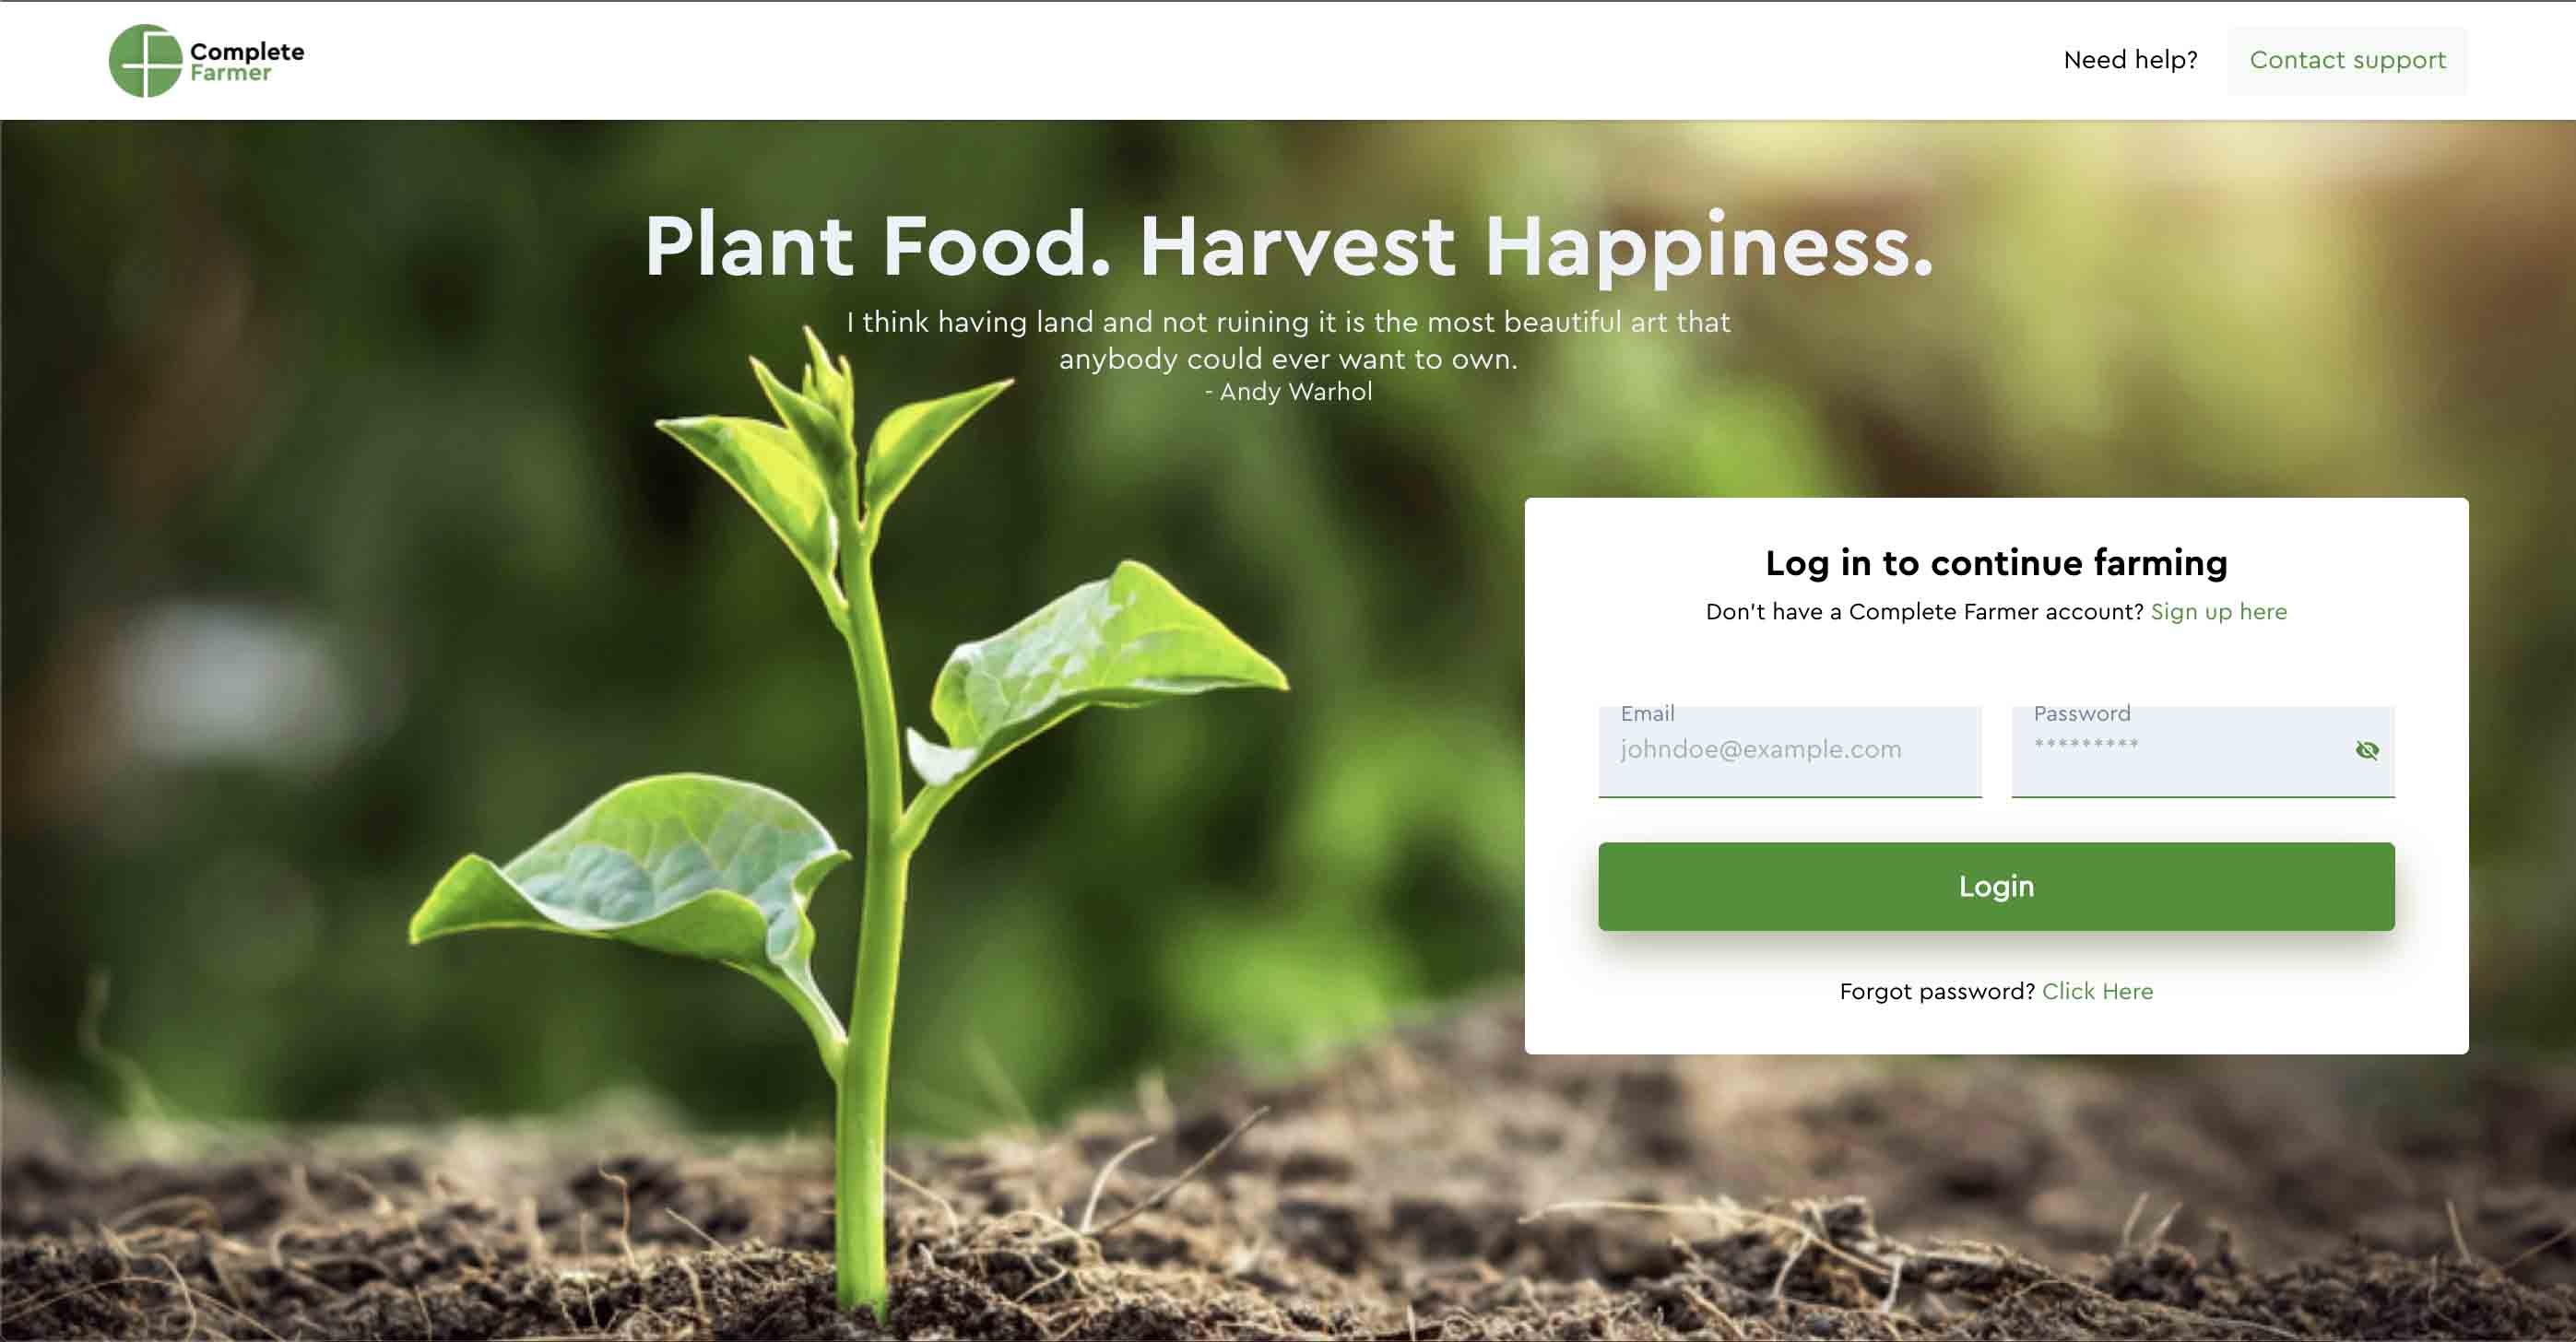 Complete
Farmer
Need help?
Contact support
Plant Food. Harvest Happiness.
I think having land and not ruining it is the most beautiful art that
anybody could ever want to own.
- Andy Warhol
Log in to continue farming
Don't have a Complete Farmer account? Sign up here
Email
johndoe@example.com
Password
*********
Login
Forgot password? Click Here